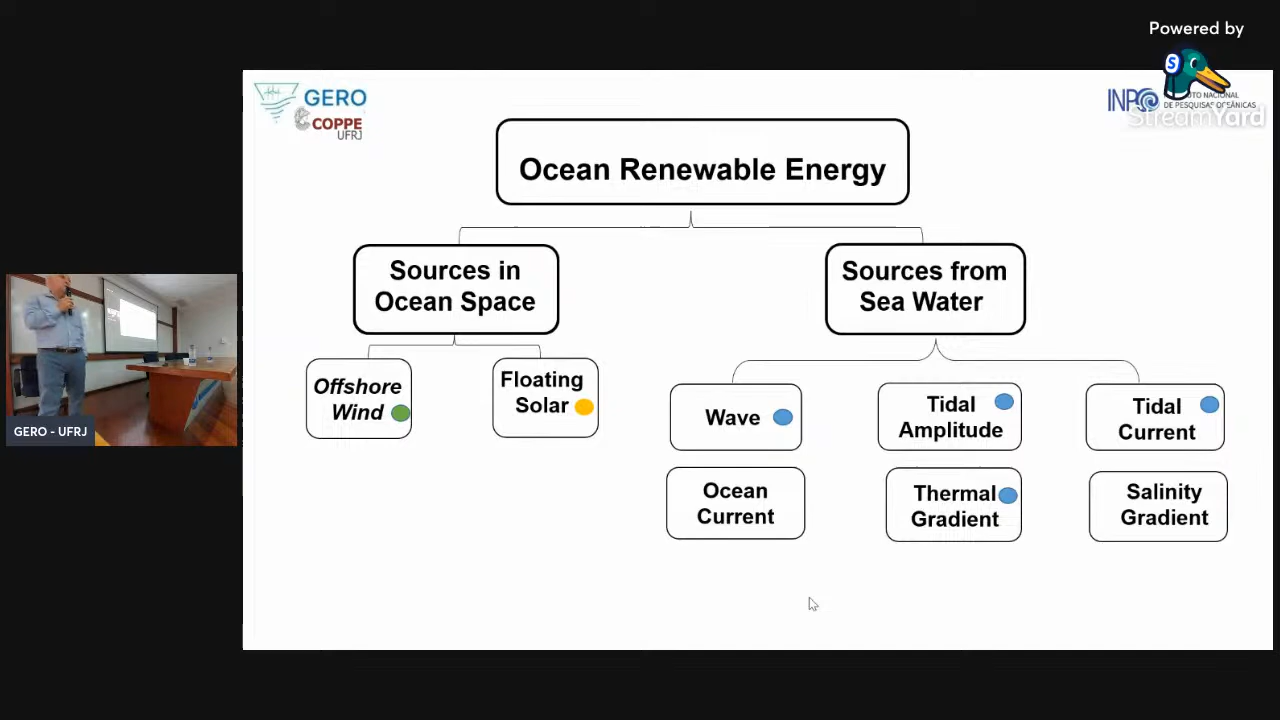 Powered by
StreamYard
GERO
COPPE
UFRJ
INPO
NACIONAL
DE PESQUISAS OCEÂNICAS
Ocean Renewable Energy
Sources in
Ocean Space
Sources from
Sea Water
Offshore
Wind
Floating
Solar
Wave
Tidal
Amplitude
Tidal
Current
Ocean
Current
Thermal
Gradient
Salinity
Gradient
GERO - UFRJ